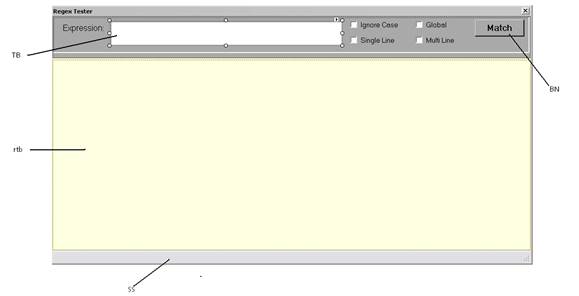 Regex Tester
Expression: Ignore Case Global Match
Single Line Multi Line
TB
BN
rtb
SS